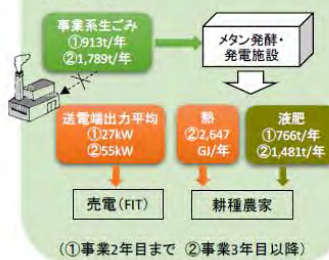 事業系生ごみ
①913t/年
②1,789t/年
メタン発酵・
発電施設
送電端出力平均
①27kW
②55kW
熱
②2,647
GJ/年
液肥
①766t/年
②1,481t/年
売電(FIT)
耕種農家
(①事業2年目まで ②事業3年目以降)